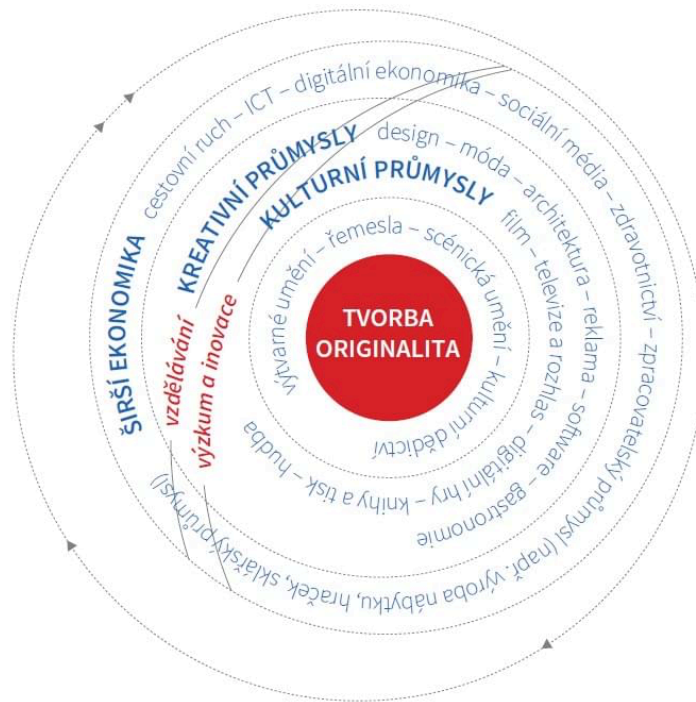 TVORBA
ORIGINALITA
výtvarné umění – řemesla – scénická umění – kulturní dědictví
KULTURNÍ PRŮMYSLY
film – televize a rozhlas – digitální hry – knihy a tisk – hudba
KREATIVNÍ PRŮMYSLY
design – móda – architektura – reklama – software – gastronomie
ŠIRŠÍ EKONOMIKA
cestovní ruch – ICT – digitální ekonomika – sociální média – zdravotnictví – zpracovatelský průmysl (např. výroba nábytku, hraček, sklářský průmysl)
vzdělávání
výzkum a inovace